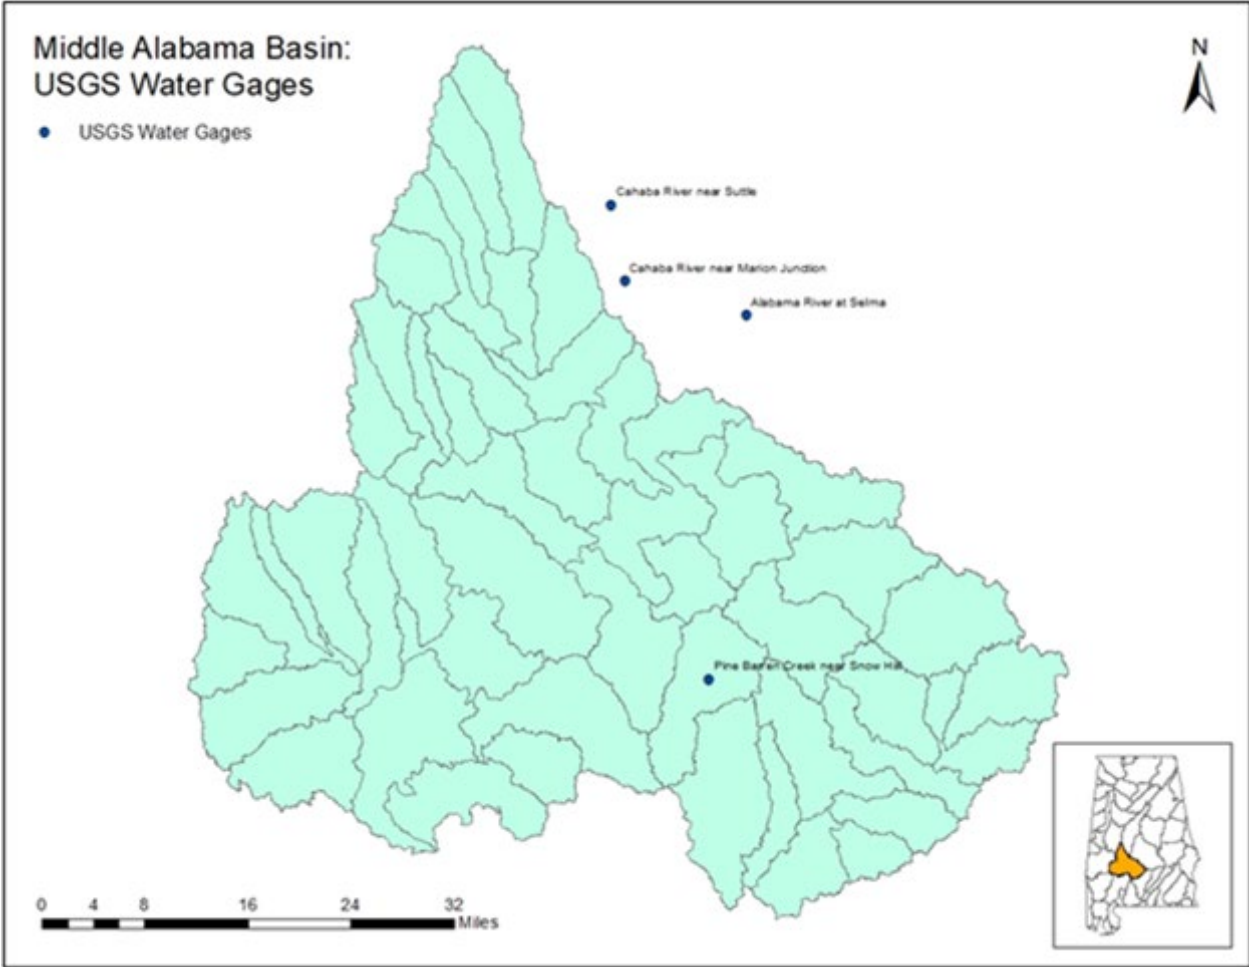 Middle Alabama Basin:
USGS Water Gages
USGS Water Gages
N
Cahaba River near Suttle
Cahaba River near Marion Junction
Alabama River at Selma
Pine Barren Creek near Snow Hill
0 4 8 16 24 32
Miles